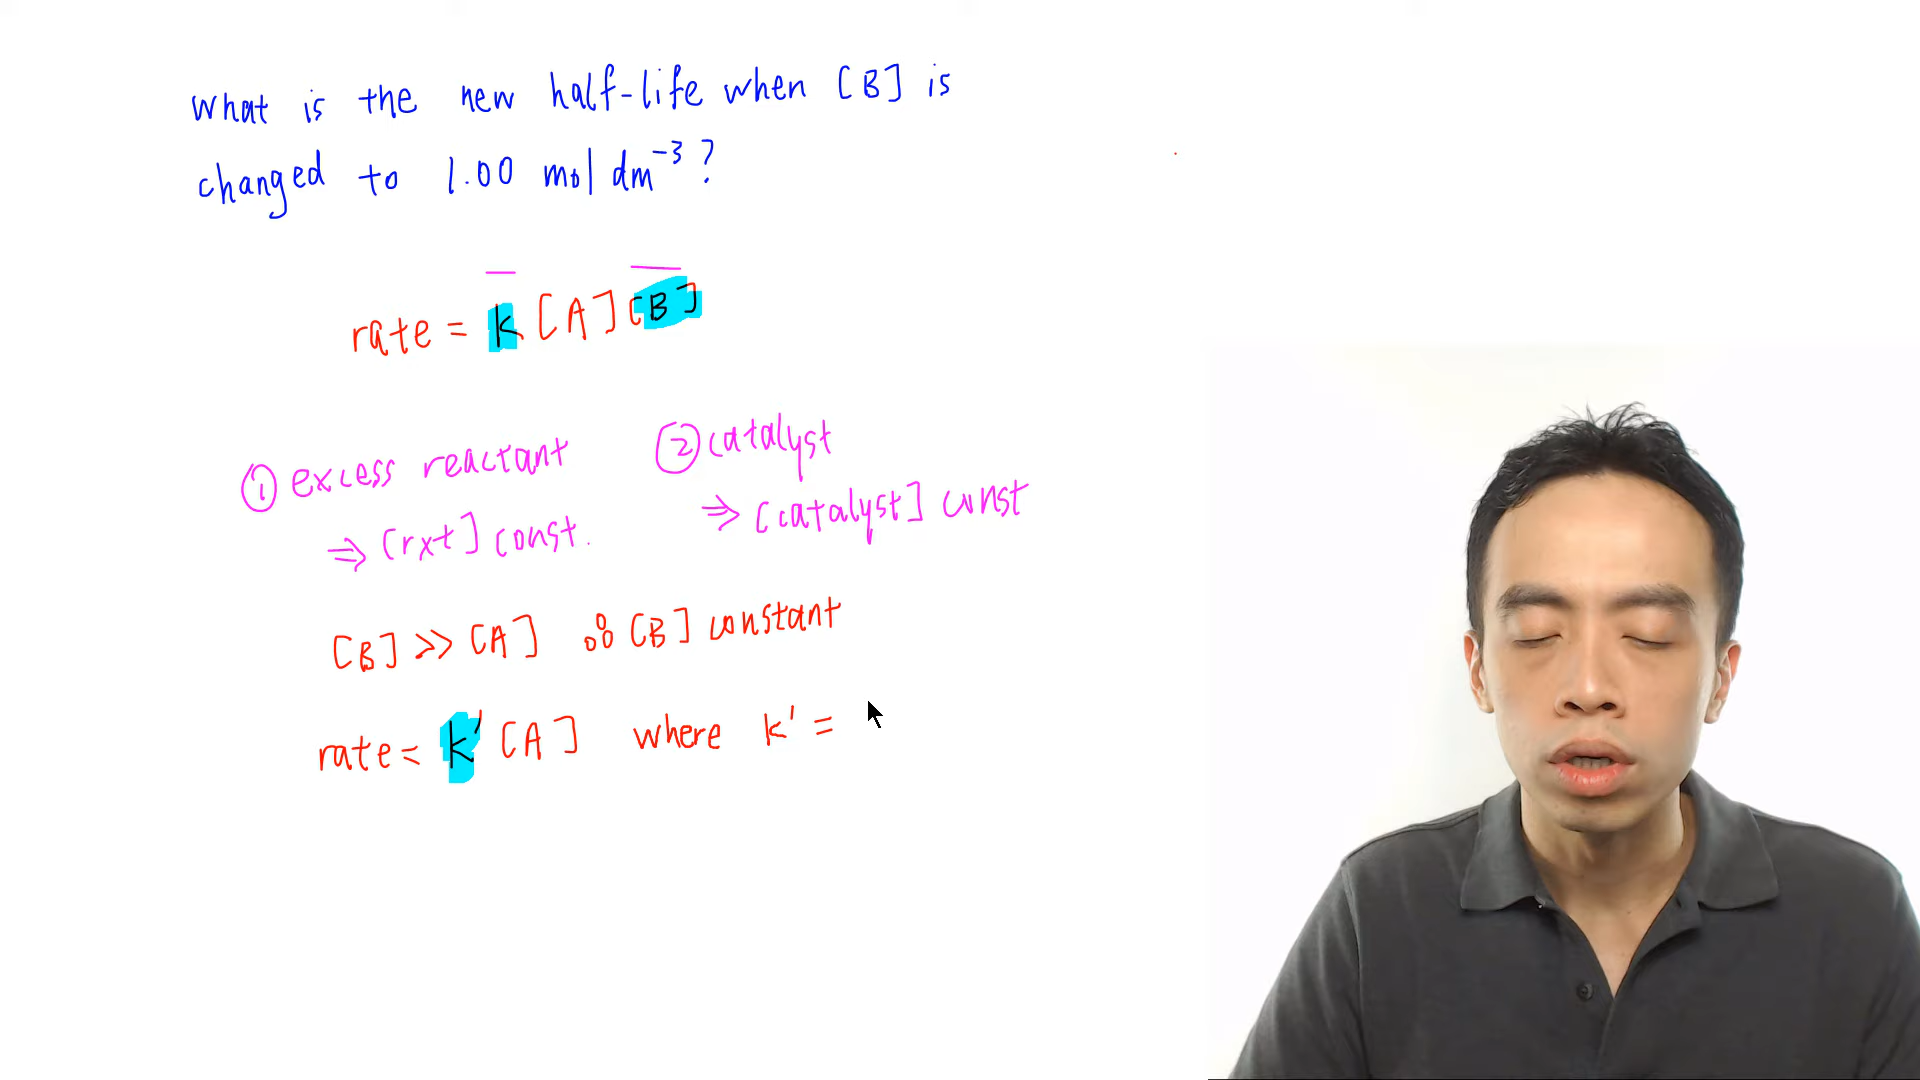 What is the new half-life when [B] is
changed to 1.00 mol dm⁻³?
rate = k [A][B]
① excess reactant
⇒ [rxt] const.
② catalyst
⇒ [catalyst] const
[B] >> [A] ∴ [B] constant
rate = k' [A] where k' =